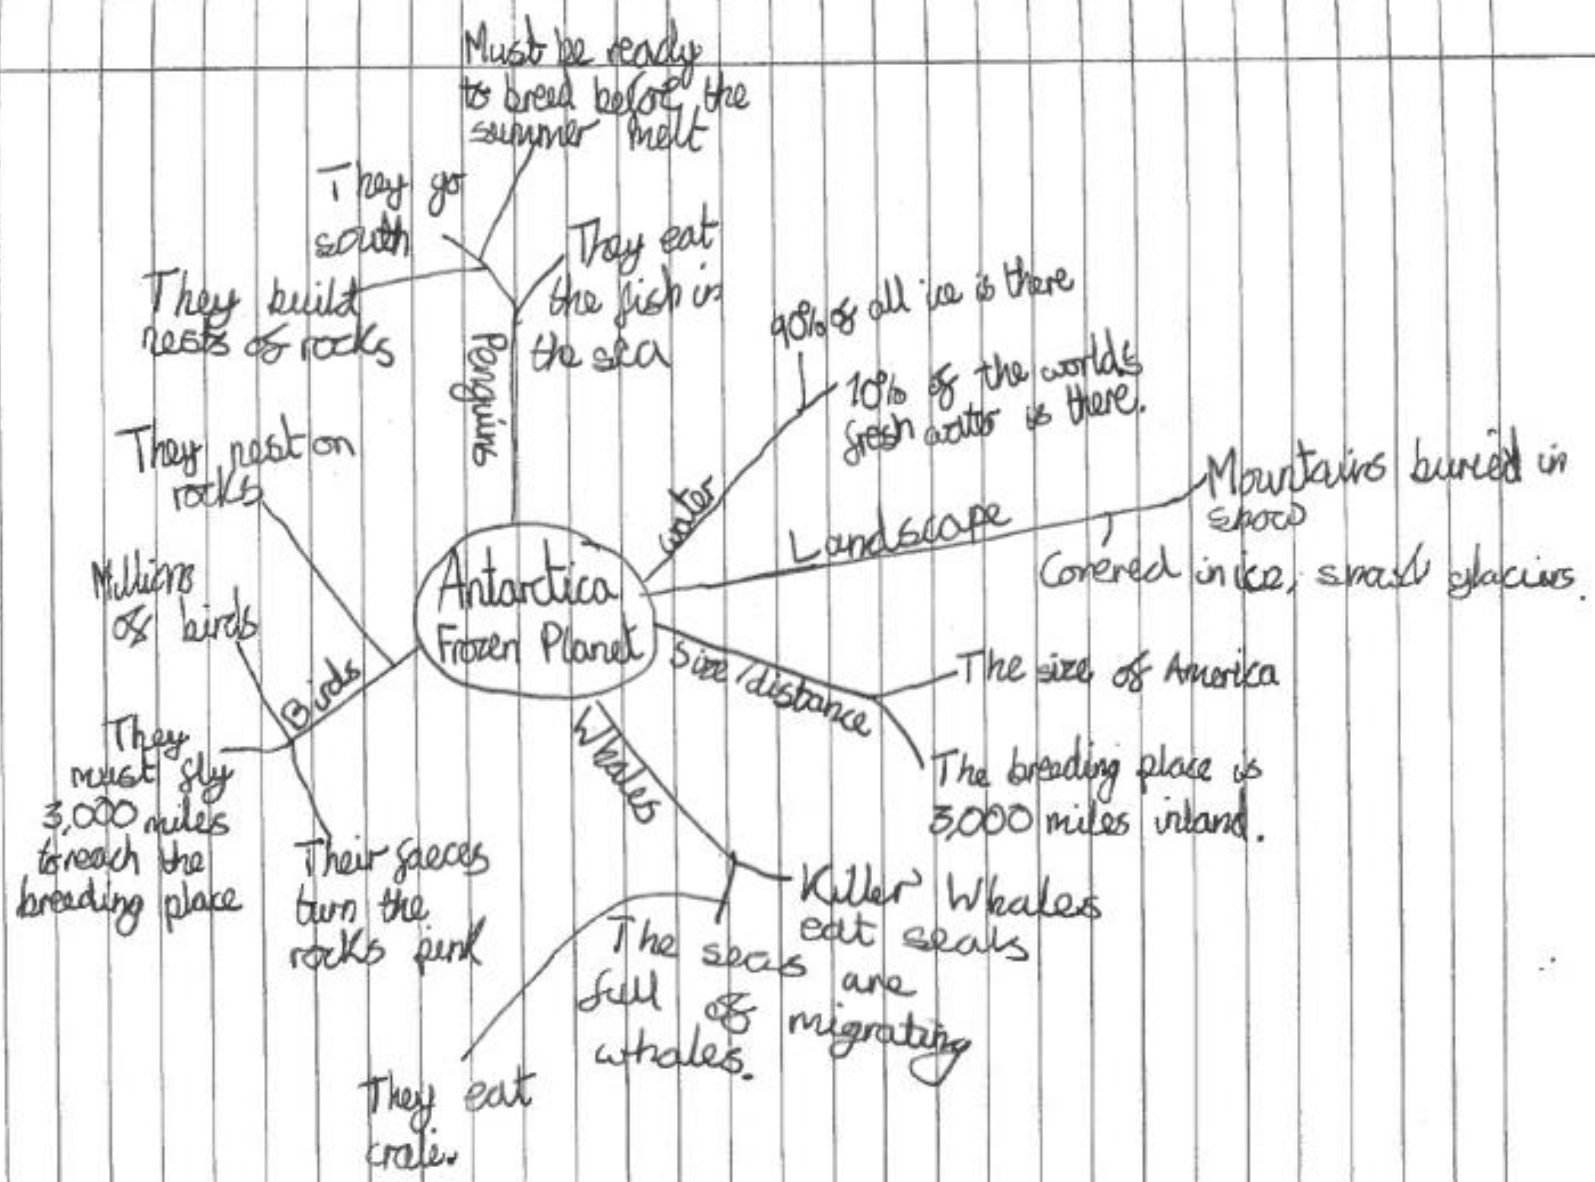 Must be ready
to breed before the
summer melt
They go
south
They build
nests of rocks
They eat
the fish in
the sea
Penguins
90% of all ice is there
10% of the worlds
fresh water is there.
water
Landscape
Mountains buried in
snow
Covered in ice, snow glaciers.
Antarctica
Frozen Planet
Size/distance
The size of America
The breeding place is
3,000 miles inland.
Whales
Killer Whales
eat seals
The seas are
full of migrating
whales.
They eat
Birds
They nest on
rocks
Millions
of birds
They
must fly
3,000 miles
to reach the
breeding place
Their faeces
turn the
rocks pink